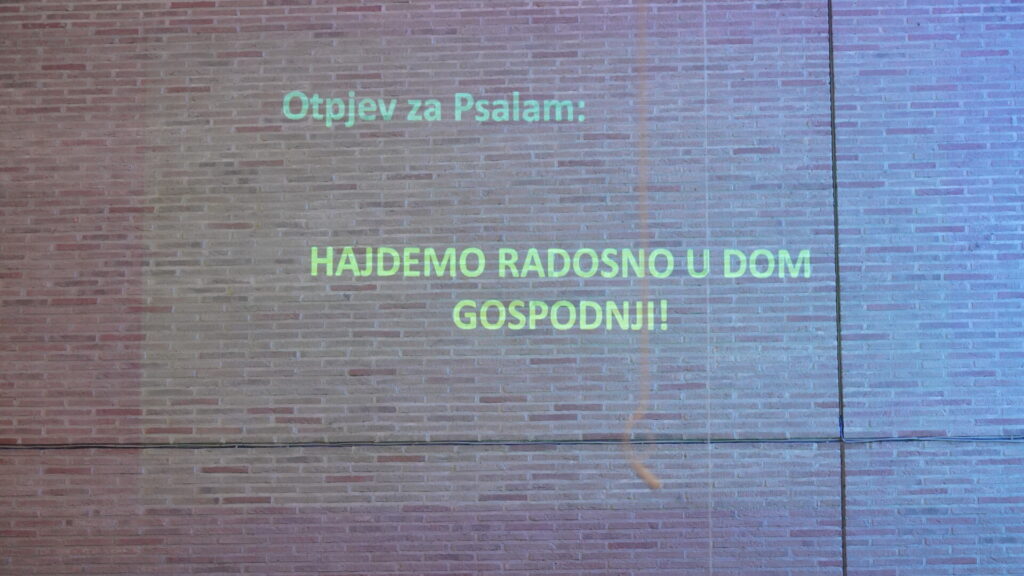 Otpjev za Psalam:
HAJDEMO RADOSNO U DOM
GOSPODNJI!